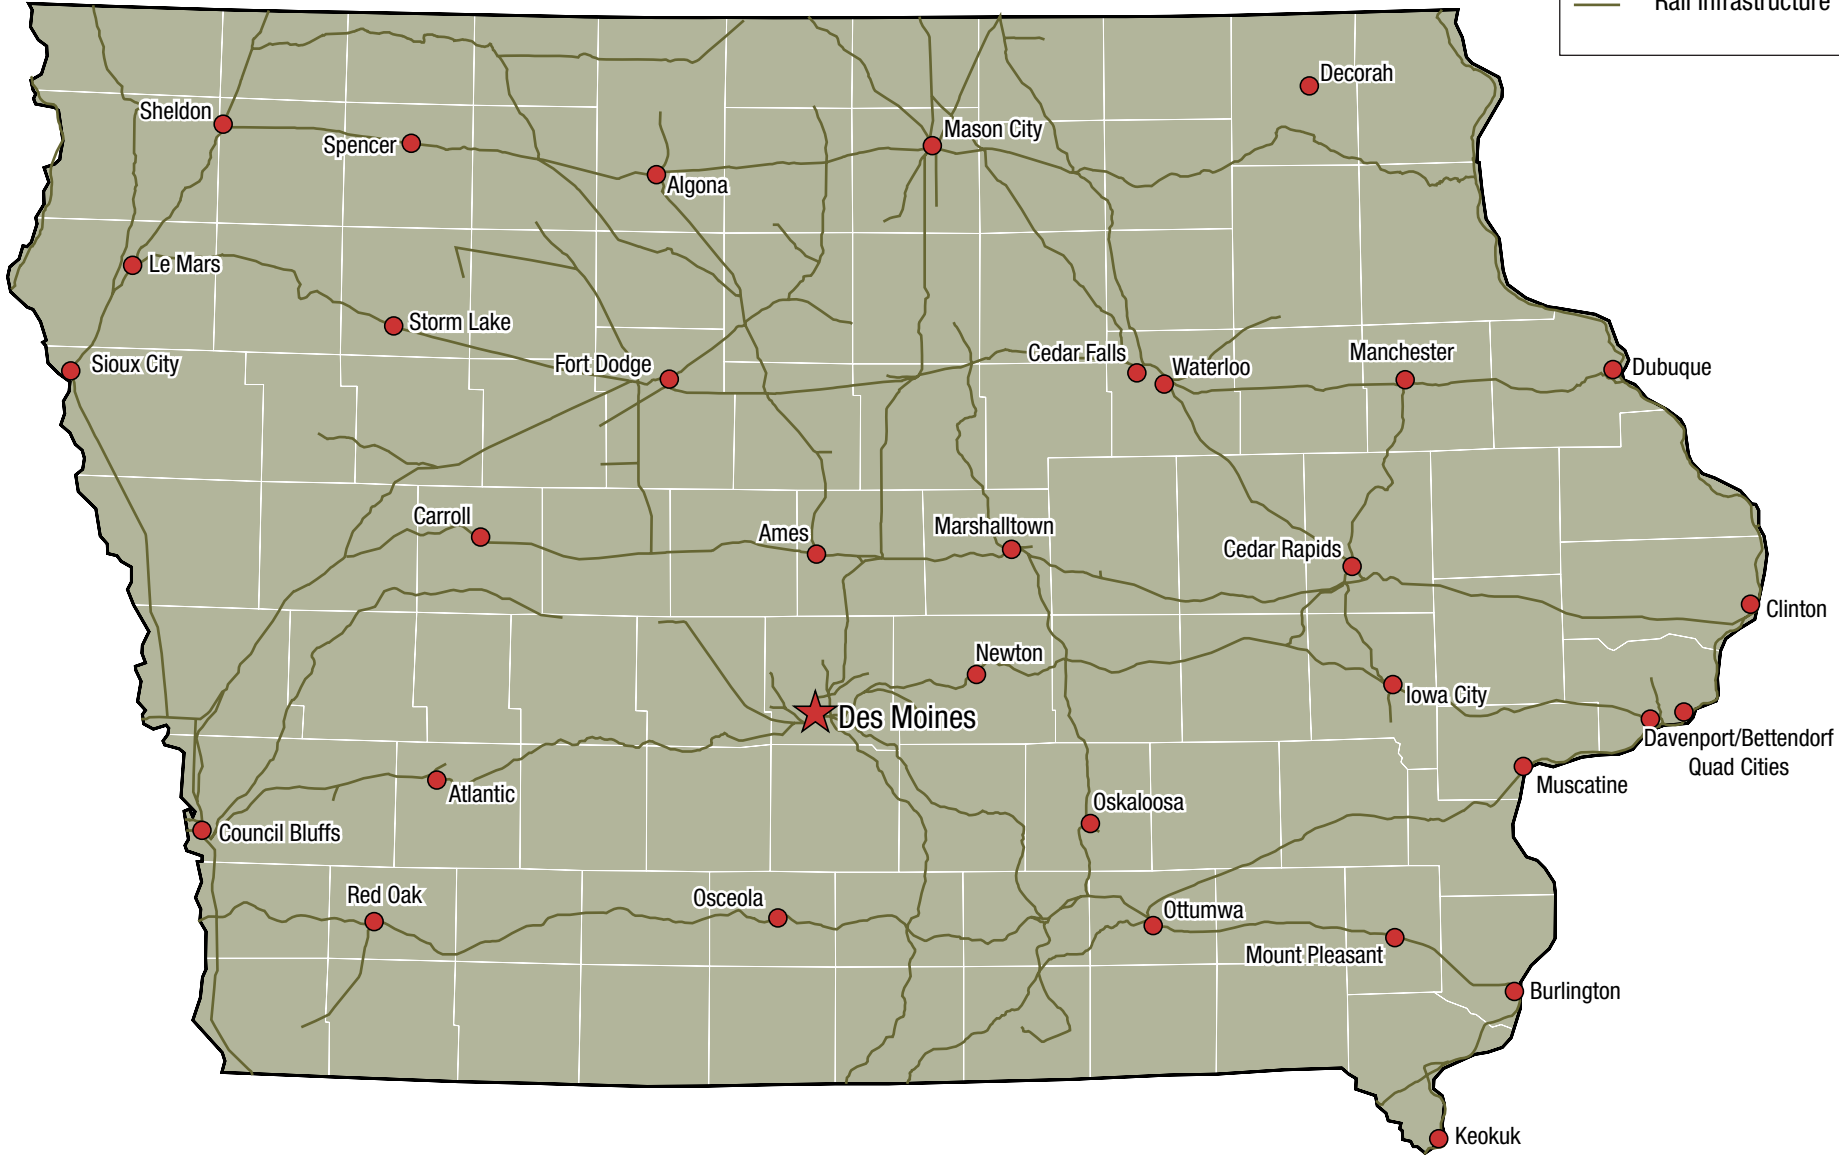 Rail Infrastructure
Decorah
Sheldon
Mason City
Spencer
Algona
Le Mars
Storm Lake
Cedar Falls
Manchester
Sioux City
Fort Dodge
Waterloo
Dubuque
Carroll
Ames
Marshalltown
Cedar Rapids
Clinton
Newton
Iowa City
Des Moines
Davenport/Bettendorf
Quad Cities
Muscatine
Atlantic
Oskaloosa
Council Bluffs
Red Oak
Osceola
Ottumwa
Mount Pleasant
Burlington
Keokuk